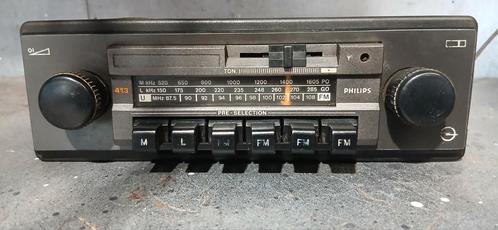 TON.
M kHz 520 600 800 1000 1200 1400 1605 PO
413 L kHz 150 175 200 220 235 248 260 270 285 GO PHILIPS
U MHz 87.5 90 92 94 96 98 100 102 104 108 FM
PRE-SELECTION
M L FM FM FM FM